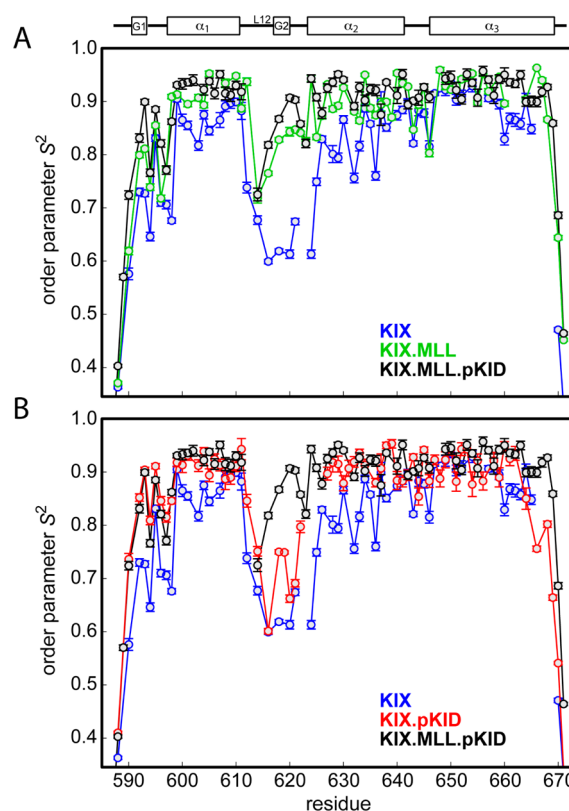 G1 α1 L12 G2 α2 α3
A
1.0
0.9
0.8
0.7
0.6
0.5
0.4
order parameter S²
KIX
KIX.MLL
KIX.MLL.pKID
B
1.0
0.9
0.8
0.7
0.6
0.5
0.4
order parameter S²
KIX
KIX.pKID
KIX.MLL.pKID
590 600 610 620 630 640 650 660 670
residue